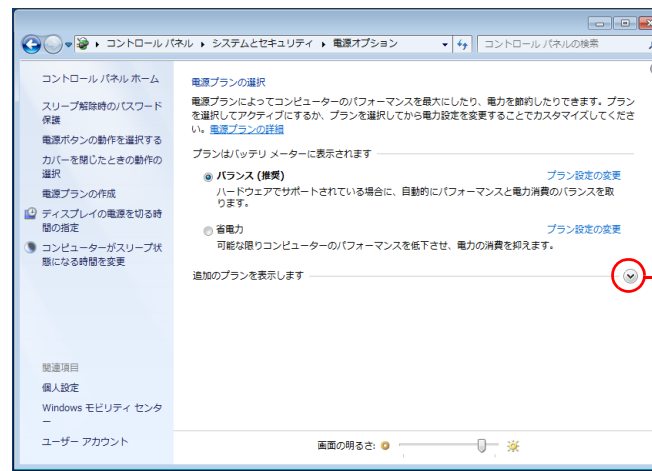 コントロール パネル ▸ システムとセキュリティ ▸ 電源オプション
コントロール パネルの検索
コントロール パネル ホーム
スリープ解除時のパスワード
保護
電源ボタンの動作を選択する
カバーを閉じたときの動作の
選択
電源プランの作成
ディスプレイの電源を切る時
間の指定
コンピューターがスリープ状
態になる時間を変更
関連項目
個人設定
Windows モビリティ センタ
ー
ユーザー アカウント
電源プランの選択
電源プランによってコンピューターのパフォーマンスを最大にしたり、電力を節約したりできます。プラン
を選択してアクティブにするか、プランを選択してから電力設定を変更することでカスタマイズしてくださ
い。電源プランの詳細
プランはバッテリ メーターに表示されます
バランス (推奨) プラン設定の変更
ハードウェアでサポートされている場合に、自動的にパフォーマンスと電力消費のバランスを取
ります。
省電力 プラン設定の変更
可能な限りコンピューターのパフォーマンスを低下させ、電力の消費を抑えます。
追加のプランを表示します
画面の明るさ: